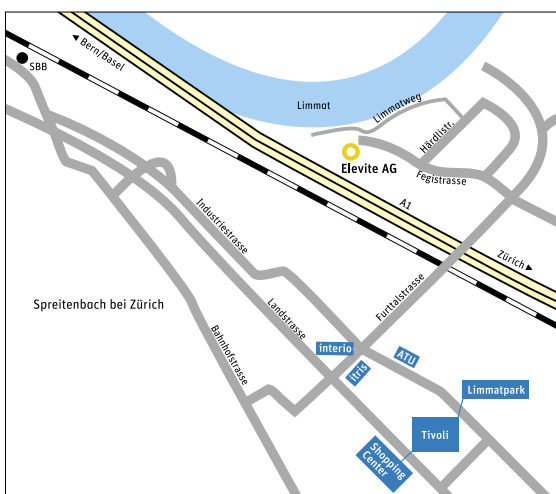 ◄ Bern/Basel
SBB
Limmat
Limmatweg
Härdlistr.
Elevite AG
Fegistrasse
A1
Industriestrasse
Zürich ►
Spreitenbach bei Zürich
Landstrasse
Furttalstrasse
Bahnhofstrasse
interio
ATU
itris
Limmatpark
Tivoli
Shopping
Center